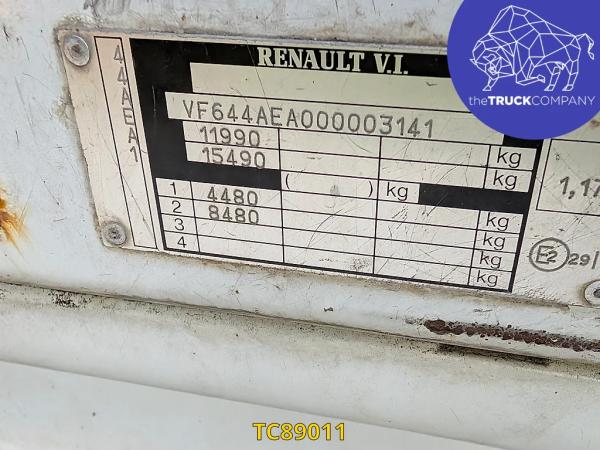 theTRUCKCOMPANY
RENAULT V.I.
44AEA1
VF644AEA000003141
11990 kg
15490 kg
( ) kg
1 4480 kg
2 8480 kg
3 kg
4 kg
1,17
E2 29/
TC89011